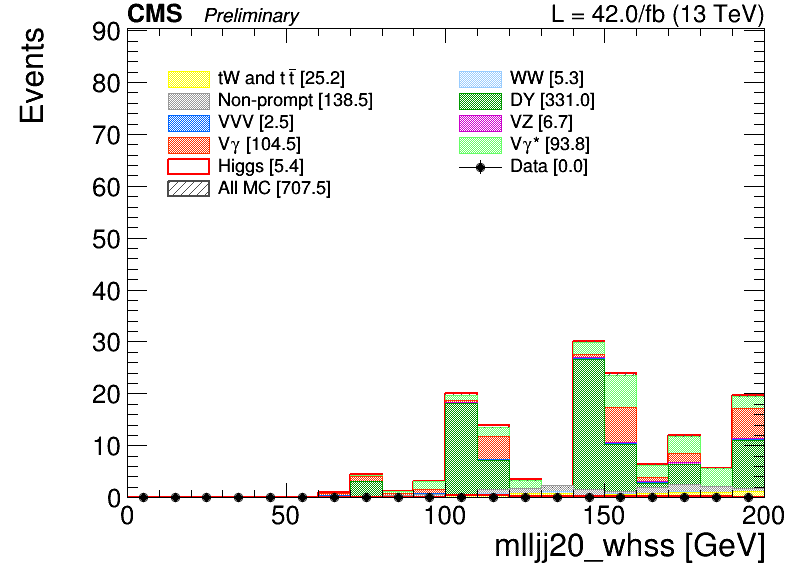 CMS Preliminary L = 42.0/fb (13 TeV)
Events
90
80
70
60
50
40
30
20
10
0
tW and tt̅ [25.2] WW [5.3]
Non-prompt [138.5] DY [331.0]
VVV [2.5] VZ [6.7]
Vγ [104.5] Vγ* [93.8]
Higgs [5.4] Data [0.0]
All MC [707.5]
0 50 100 150 200
mlljj20_whss [GeV]